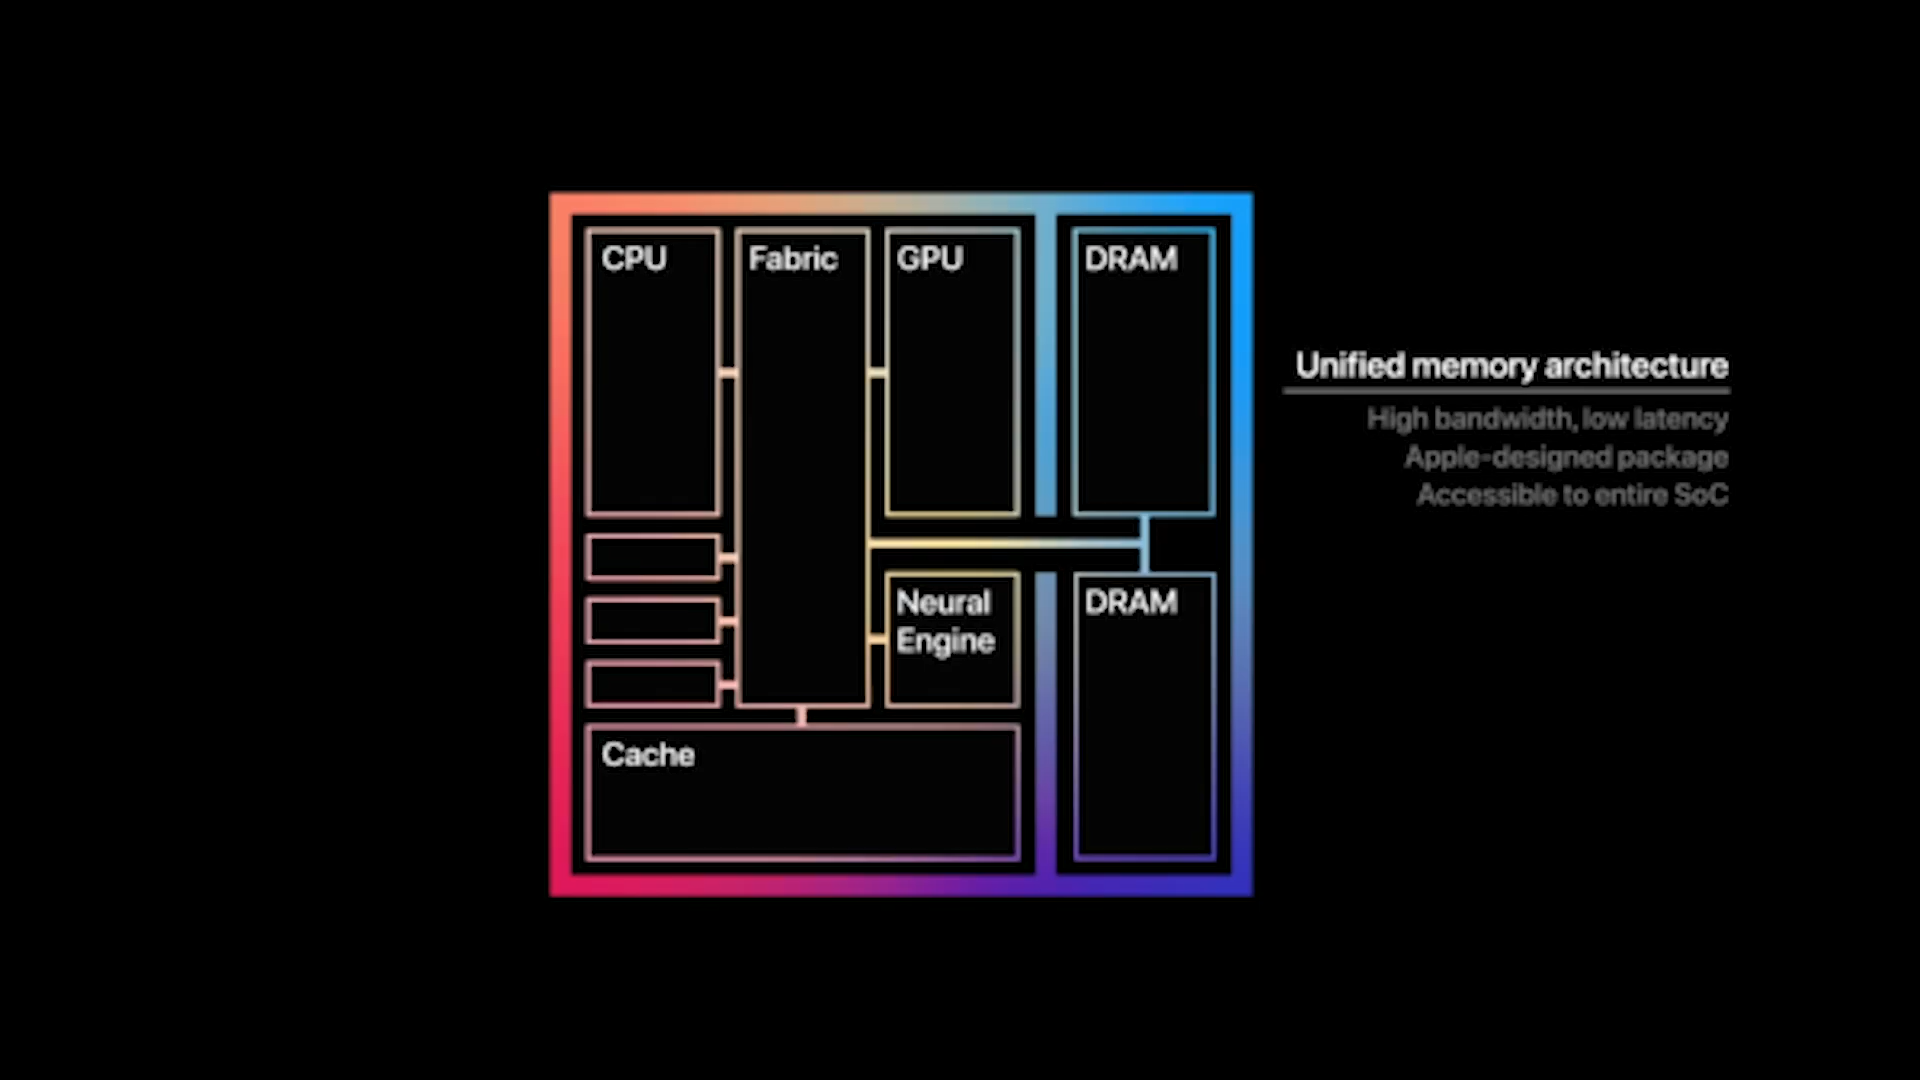 CPU
Fabric
GPU
DRAM
Neural
Engine
DRAM
Cache
Unified memory architecture
High bandwidth, low latency
Apple-designed package
Accessible to entire SoC